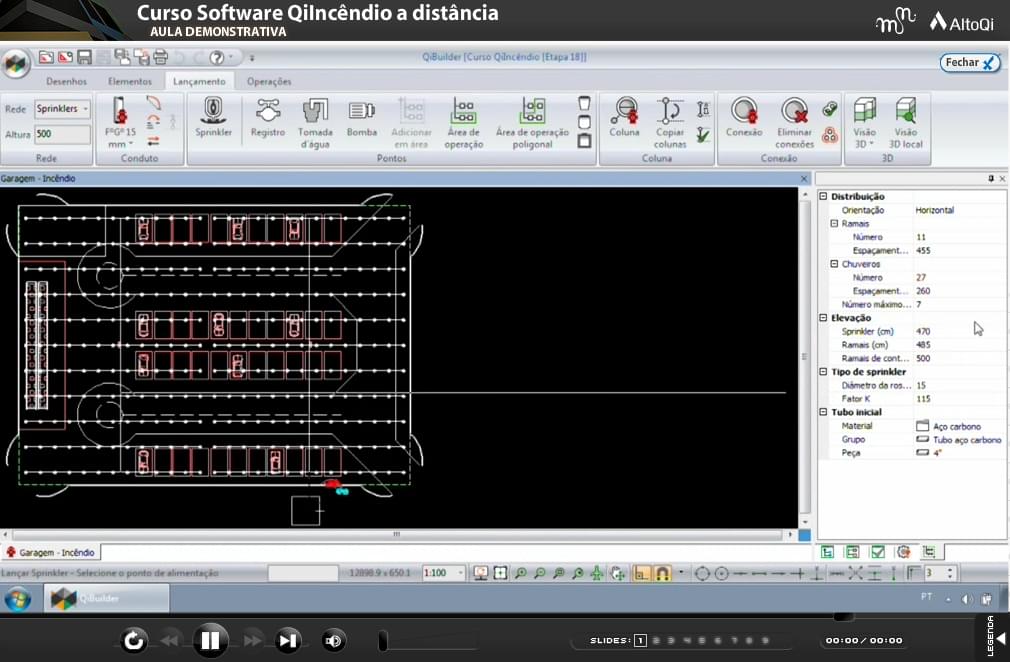 Curso Software QiIncêndio a distância
AULA DEMONSTRATIVA
AltoQi
QiBuilder [Curso QiIncêndio [Etapa 18]]
Fechar
Desenhos Elementos Lançamento Operações
Rede Sprinklers
Altura 500
Rede
FºGº 15 mm
Conduto
Sprinkler
Registro
Tomada d'água
Bomba
Adicionar em área
Área de operação
Área de operação poligonal
Pontos
Coluna
Copiar colunas
Coluna
Conexão
Eliminar conexões
Conexão
Visão 3D
Visão 3D local
3D
Garagem - Incêndio
Distribuição
Orientação Horizontal
Ramais
Número 11
Espaçament... 455
Chuveiros
Número 27
Espaçament... 260
Número máximo... 7
Elevação
Sprinkler (cm) 470
Ramais (cm) 485
Ramais de cont... 500
Tipo de sprinkler
Diâmetro da ros... 15
Fator K 115
Tubo inicial
Material Aço carbono
Grupo Tubo aço carbono
Peça 4"
Garagem - Incêndio
Lançar Sprinkler - Selecione o ponto de alimentação
12898.9 x 650.1
1:100
3
QiBuilder
PT
SLIDES: 1 2 3 4 5 6 7 8 9
00:00 / 00:00
LEGENDA